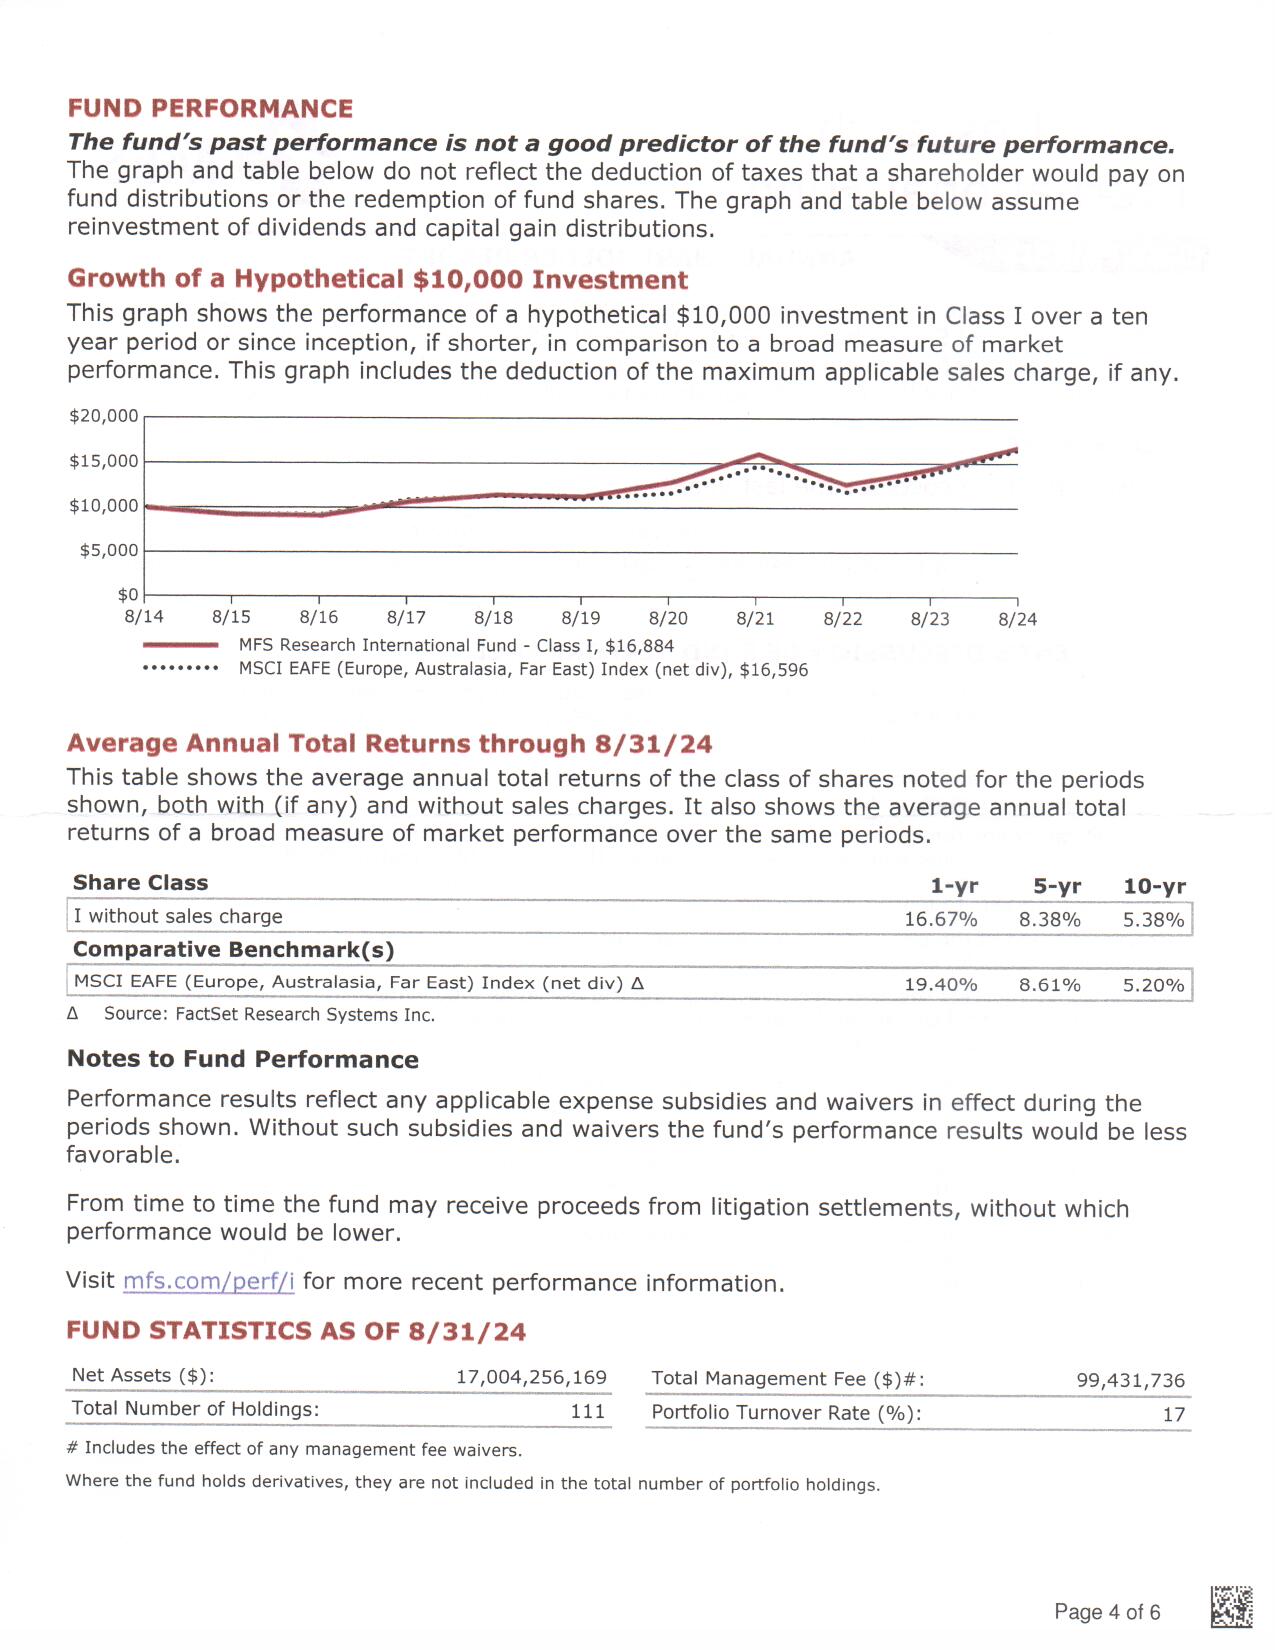 FUND PERFORMANCE
The fund's past performance is not a good predictor of the fund's future performance.
The graph and table below do not reflect the deduction of taxes that a shareholder would pay on
fund distributions or the redemption of fund shares. The graph and table below assume
reinvestment of dividends and capital gain distributions.
Growth of a Hypothetical $10,000 Investment
This graph shows the performance of a hypothetical $10,000 investment in Class I over a ten
year period or since inception, if shorter, in comparison to a broad measure of market
performance. This graph includes the deduction of the maximum applicable sales charge, if any.
$20,000
$15,000
$10,000
$5,000
$0
8/14 8/15 8/16 8/17 8/18 8/19 8/20 8/21 8/22 8/23 8/24
MFS Research International Fund - Class I, $16,884
MSCI EAFE (Europe, Australasia, Far East) Index (net div), $16,596
Average Annual Total Returns through 8/31/24
This table shows the average annual total returns of the class of shares noted for the periods
shown, both with (if any) and without sales charges. It also shows the average annual total
returns of a broad measure of market performance over the same periods.
Share Class 1-yr 5-yr 10-yr
I without sales charge 16.67% 8.38% 5.38%
Comparative Benchmark(s)
MSCI EAFE (Europe, Australasia, Far East) Index (net div) Δ 19.40% 8.61% 5.20%
Δ Source: FactSet Research Systems Inc.
Notes to Fund Performance
Performance results reflect any applicable expense subsidies and waivers in effect during the
periods shown. Without such subsidies and waivers the fund's performance results would be less
favorable.
From time to time the fund may receive proceeds from litigation settlements, without which
performance would be lower.
Visit mfs.com/perf/i for more recent performance information.
FUND STATISTICS AS OF 8/31/24
Net Assets ($): 17,004,256,169 Total Management Fee ($)#: 99,431,736
Total Number of Holdings: 111 Portfolio Turnover Rate (%): 17
# Includes the effect of any management fee waivers.
Where the fund holds derivatives, they are not included in the total number of portfolio holdings.
Page 4 of 6